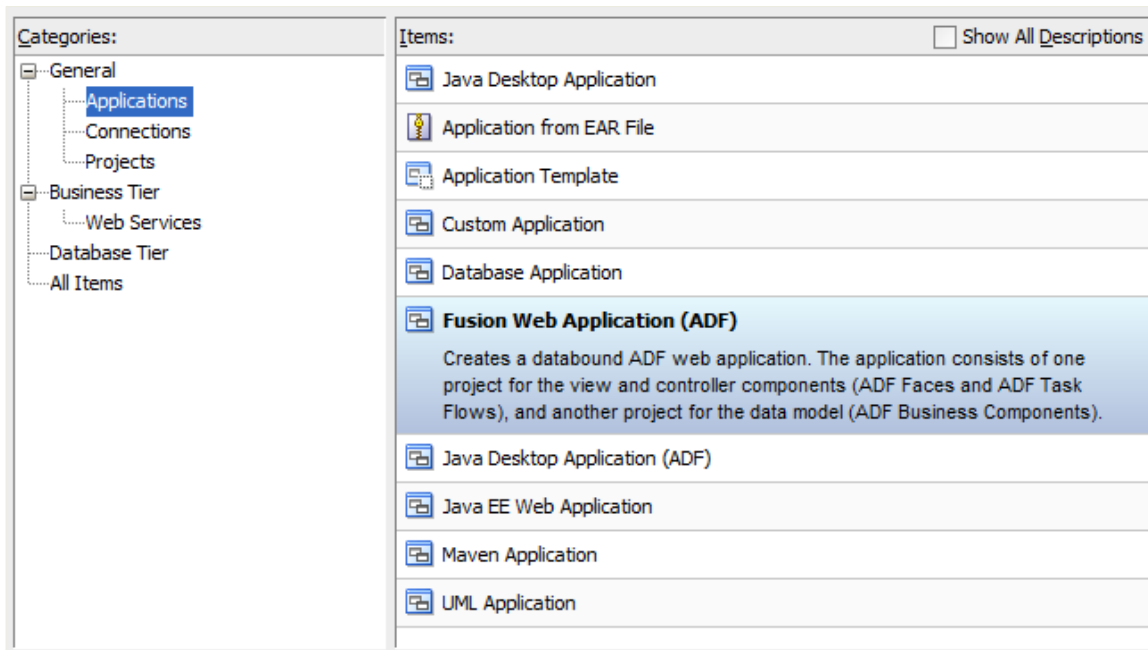 Categories:
General
Applications
Connections
Projects
Business Tier
Web Services
Database Tier
All Items
Items:
Show All Descriptions
Java Desktop Application
Application from EAR File
Application Template
Custom Application
Database Application
Fusion Web Application (ADF)
Creates a databound ADF web application. The application consists of one
project for the view and controller components (ADF Faces and ADF Task
Flows), and another project for the data model (ADF Business Components).
Java Desktop Application (ADF)
Java EE Web Application
Maven Application
UML Application